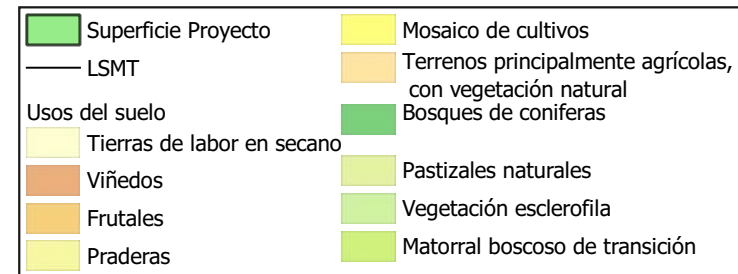 Superficie Proyecto
LSMT
Usos del suelo
Tierras de labor en secano
Viñedos
Frutales
Praderas
Mosaico de cultivos
Terrenos principalmente agrícolas,
con vegetación natural
Bosques de coniferas
Pastizales naturales
Vegetación esclerofila
Matorral boscoso de transición